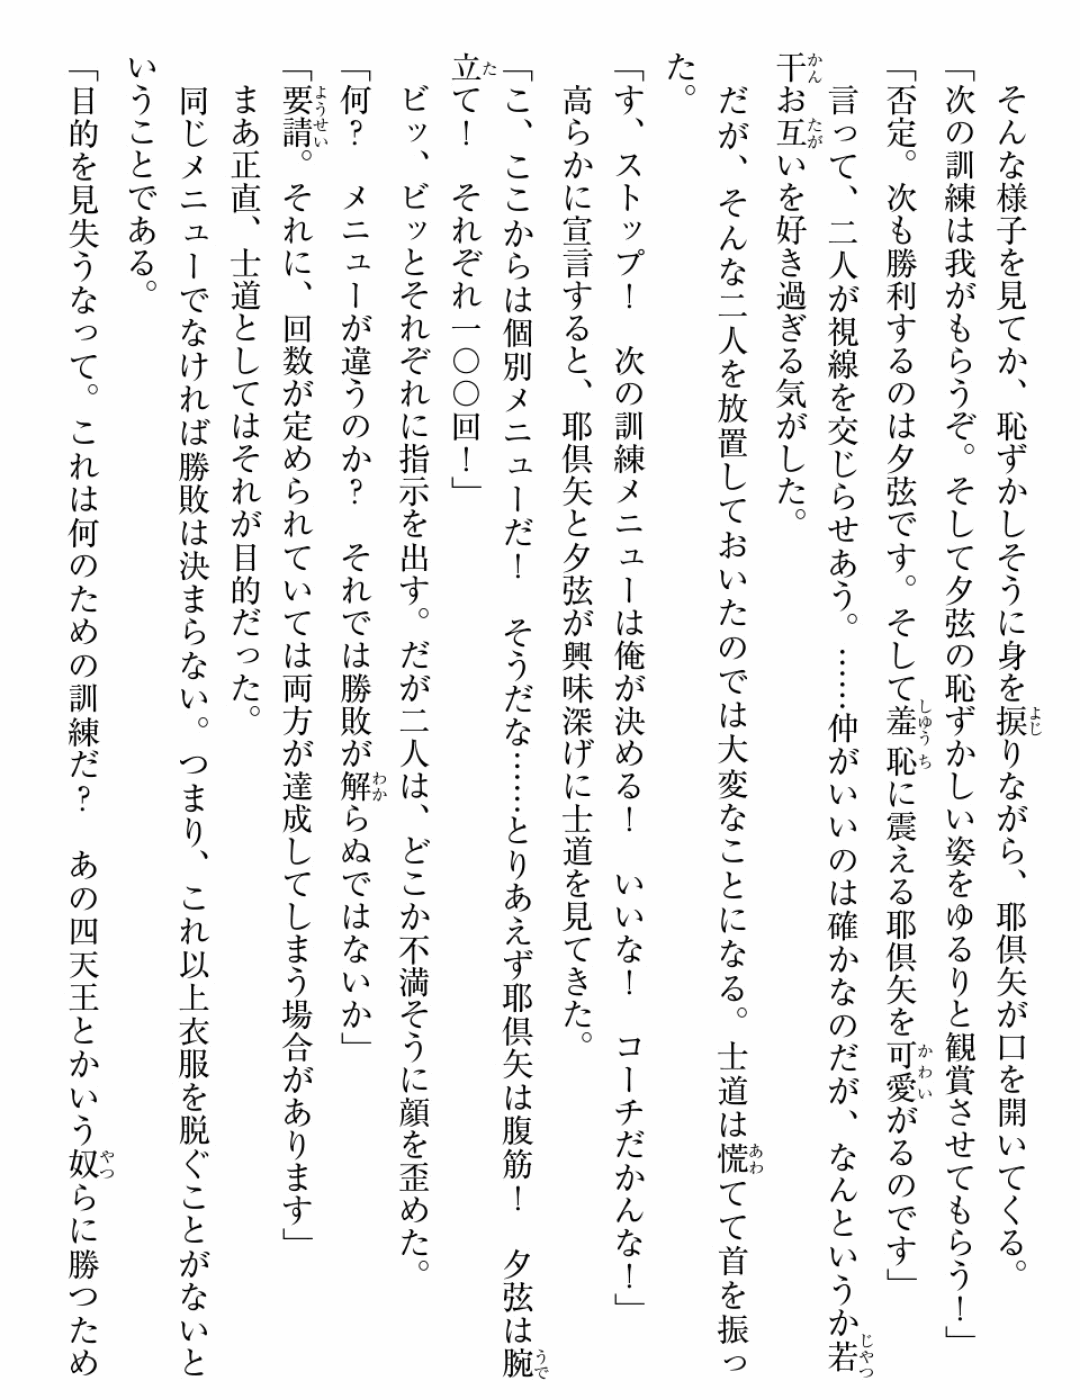 そんな様子を見てか、恥ずかしそうに身を捩りながら、耶倶矢が口を開いてくる。
「次の訓練は我がもらうぞ。そして夕弦の恥ずかしい姿をゆるりと観賞させてもらう！」
「否定。次も勝利するのは夕弦です。そして羞恥に震える耶倶矢を可愛がるのです」
言って、二人が視線を交じらせあう。……仲がいいのは確かなのだが、なんというか若
干お互いを好き過ぎる気がした。
だが、そんな二人を放置しておいたのでは大変なことになる。士道は慌てて首を振っ
た。
「す、ストップ！　次の訓練メニューは俺が決める！　いいな！　コーチだかんな！」
高らかに宣言すると、耶倶矢と夕弦が興味深げに士道を見てきた。
「こ、ここからは個別メニューだ！　そうだな……とりあえず耶倶矢は腹筋！　夕弦は腕
立て！　それぞれ一〇〇回！」
ビッ、ビッとそれぞれに指示を出す。だが二人は、どこか不満そうに顔を歪めた。
「何？　メニューが違うのか？　それでは勝敗が解らぬではないか」
「要請。それに、回数が定められていては両方が達成してしまう場合があります」
まあ正直、士道としてはそれが目的だった。
同じメニューでなければ勝敗は決まらない。つまり、これ以上衣服を脱ぐことがないと
いうことである。
「目的を見失うなって。これは何のための訓練だ？　あの四天王とかいう奴らに勝つため